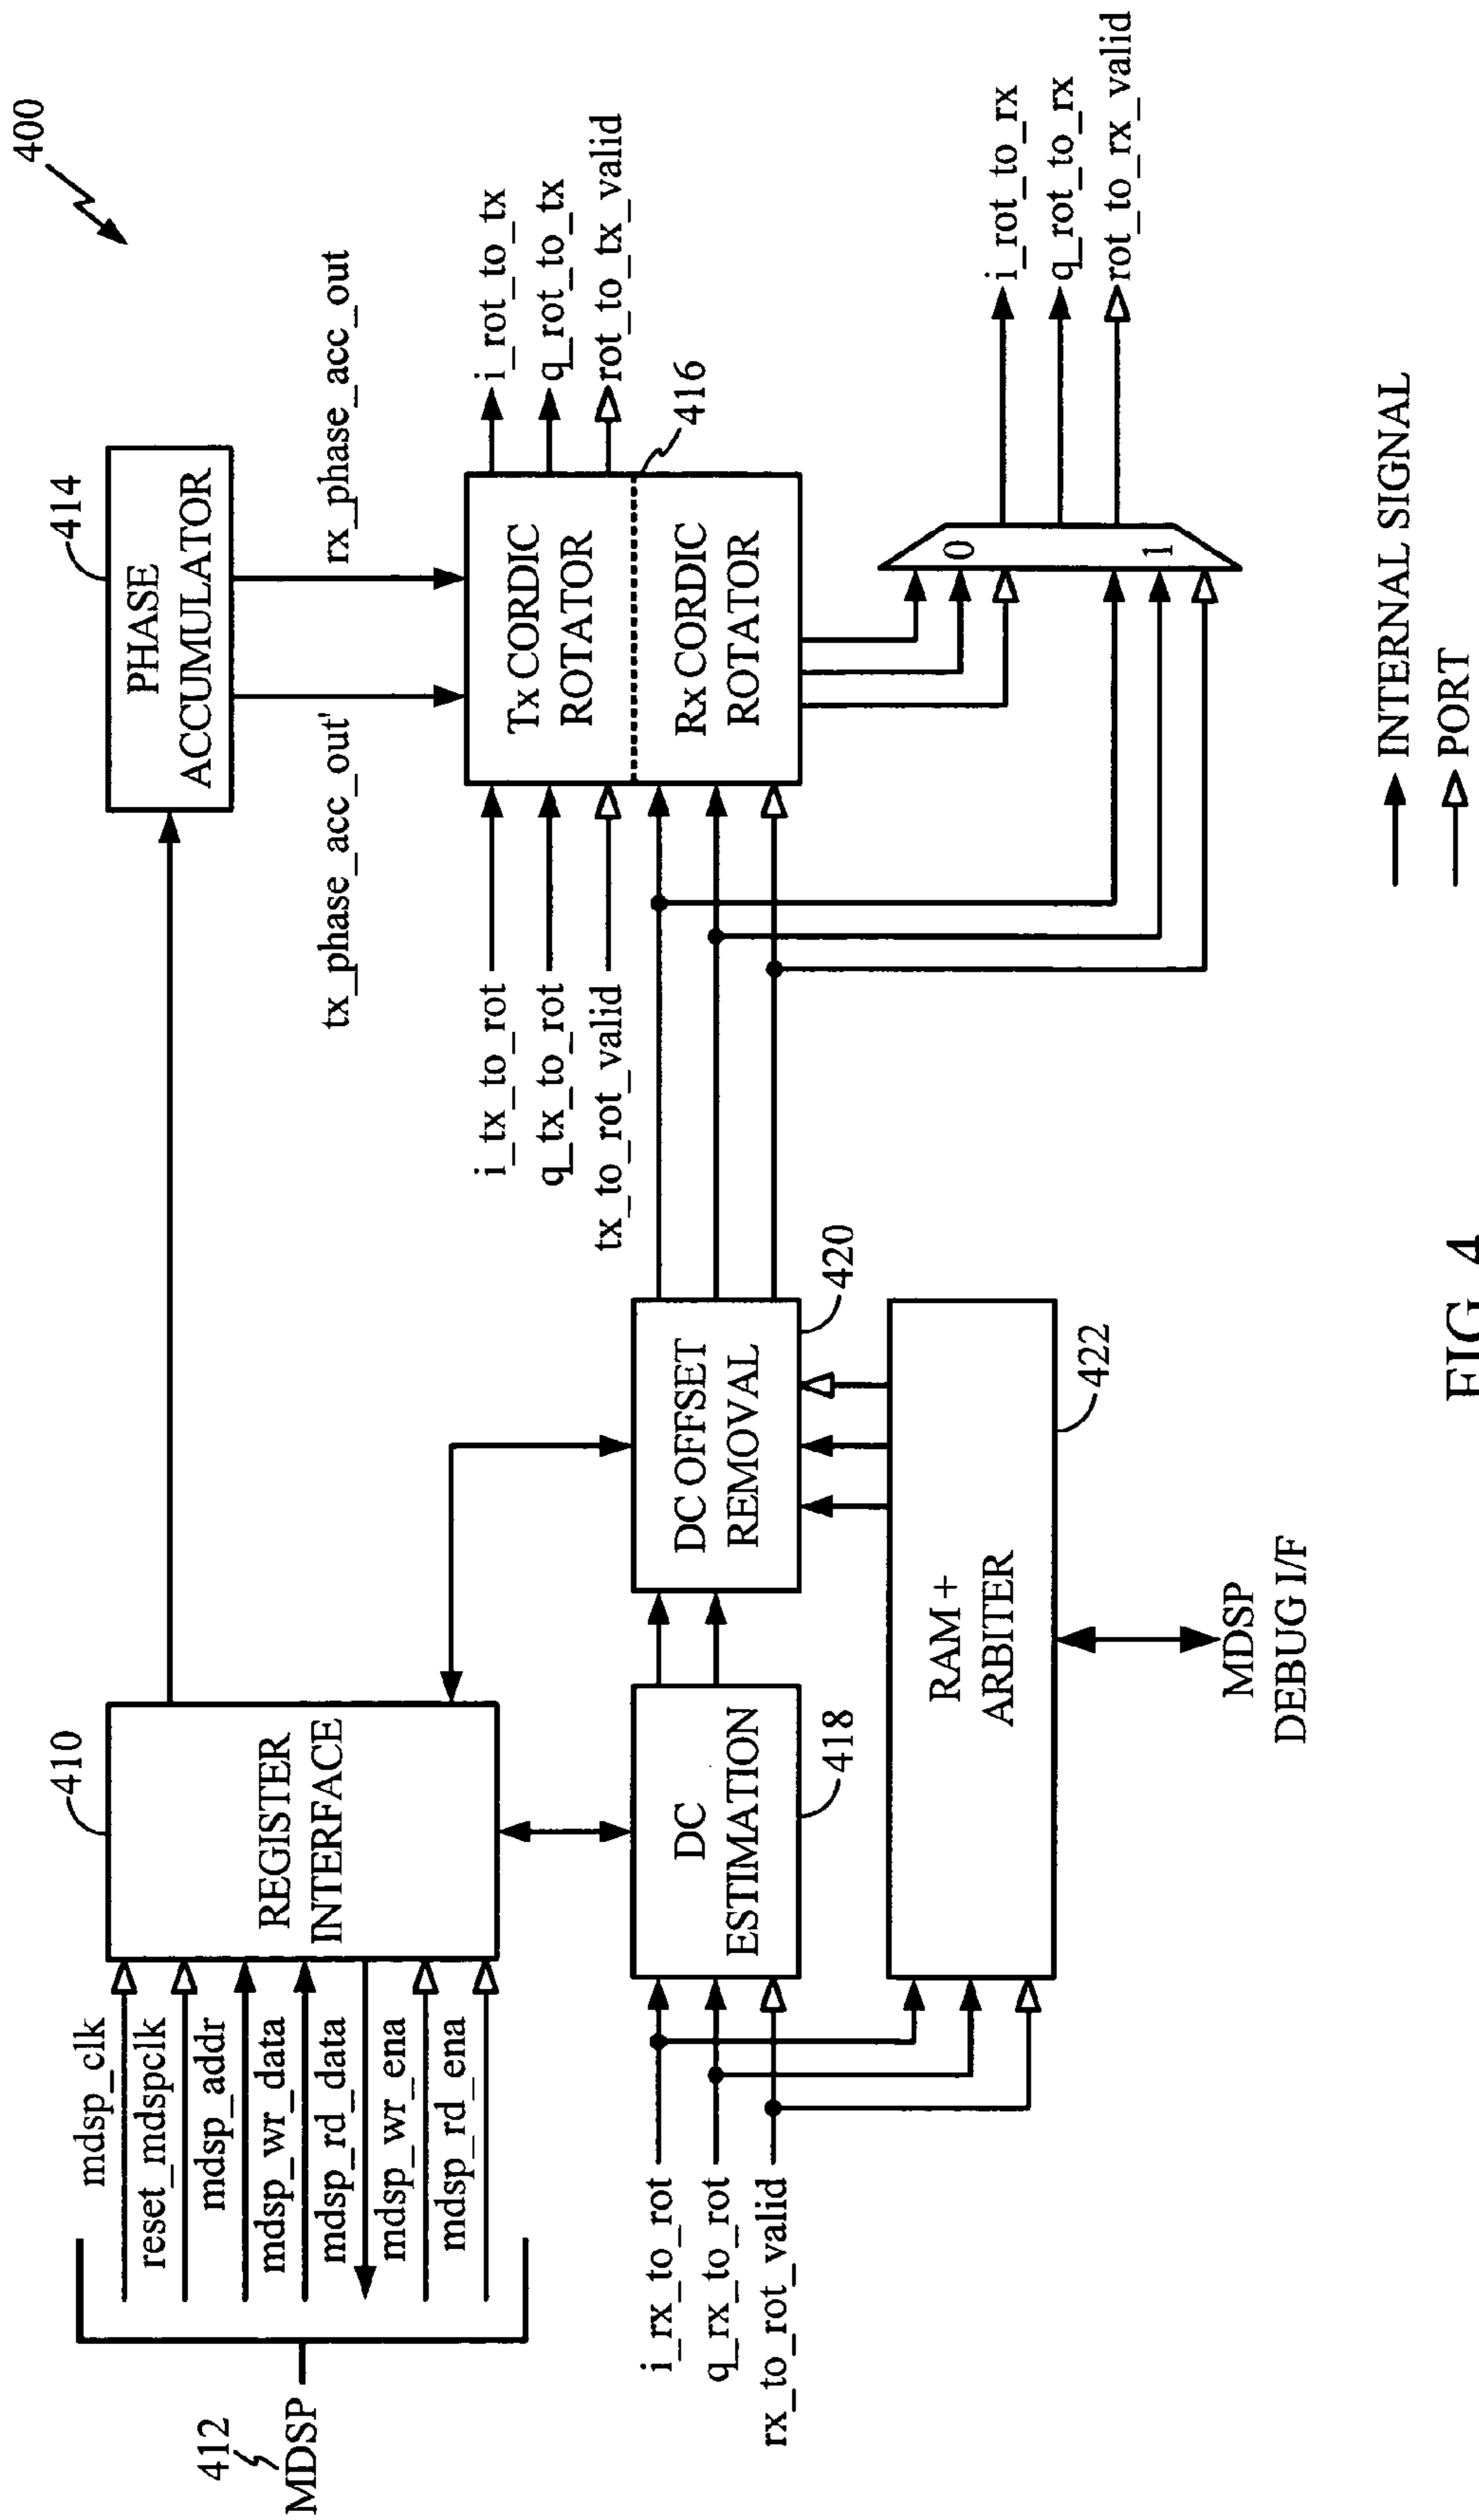 400
412
MDSP
mdsp_clk
reset_mdspclk
mdsp_addr
mdsp_wr_data
mdsp_rd_data
mdsp_wr_ena
mdsp_rd_ena
410
REGISTER
INTERFACE
414
PHASE
ACCUMULATOR
tx_phase_acc_out'
rx_phase_acc_out
i_tx_to_rot
q_tx_to_rot
tx_to_rot_valid
Tx CORDIC
ROTATOR
Rx CORDIC
ROTATOR
416
i_rot_to_tx
q_rot_to_tx
rot_to_tx_valid
i_rx_to_rot
q_rx_to_rot
rx_to_rot_valid
DC
ESTIMATION
418
DC OFFSET
REMOVAL
420
RAM +
ARBITER
422
MDSP
DEBUG I/F
0
1
i_rot_to_rx
q_rot_to_rx
rot_to_rx_valid
INTERNAL SIGNAL
PORT
FIG. 4